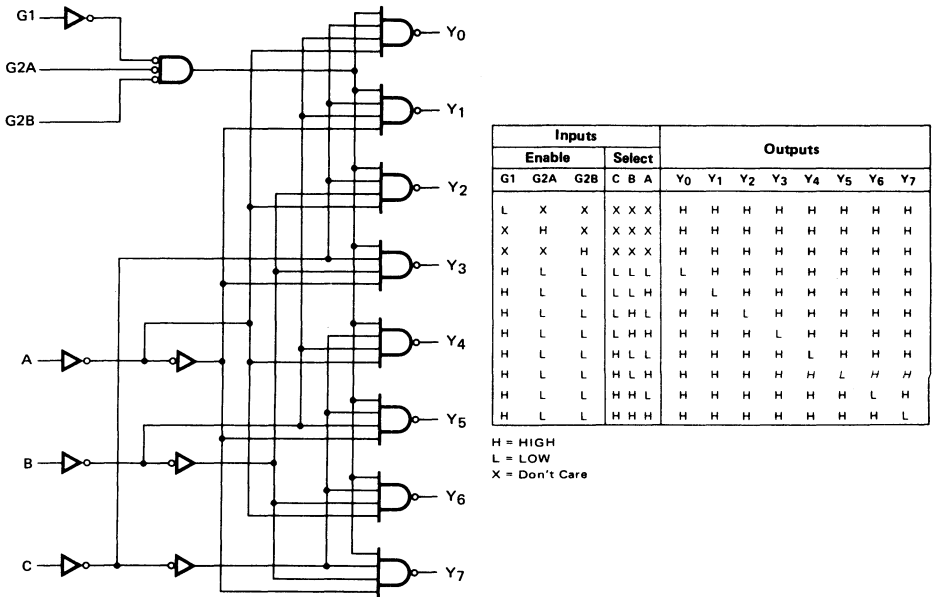 G1
G2A
G2B
A
B
C
Y0
Y1
Y2
Y3
Y4
Y5
Y6
Y7
Inputs Outputs
Enable Select
G1 G2A G2B C B A Y0 Y1 Y2 Y3 Y4 Y5 Y6 Y7
L X X X X X H H H H H H H H
X H X X X X H H H H H H H H
X X H X X X H H H H H H H H
H L L L L L L H H H H H H H
H L L L L H H L H H H H H H
H L L L H L H H L H H H H H
H L L L H H H H H L H H H H
H L L H L L H H H H L H H H
H L L H L H H H H H H L H H
H L L H H L H H H H H H L H
H L L H H H H H H H H H H L
H = HIGH
L = LOW
X = Don't Care